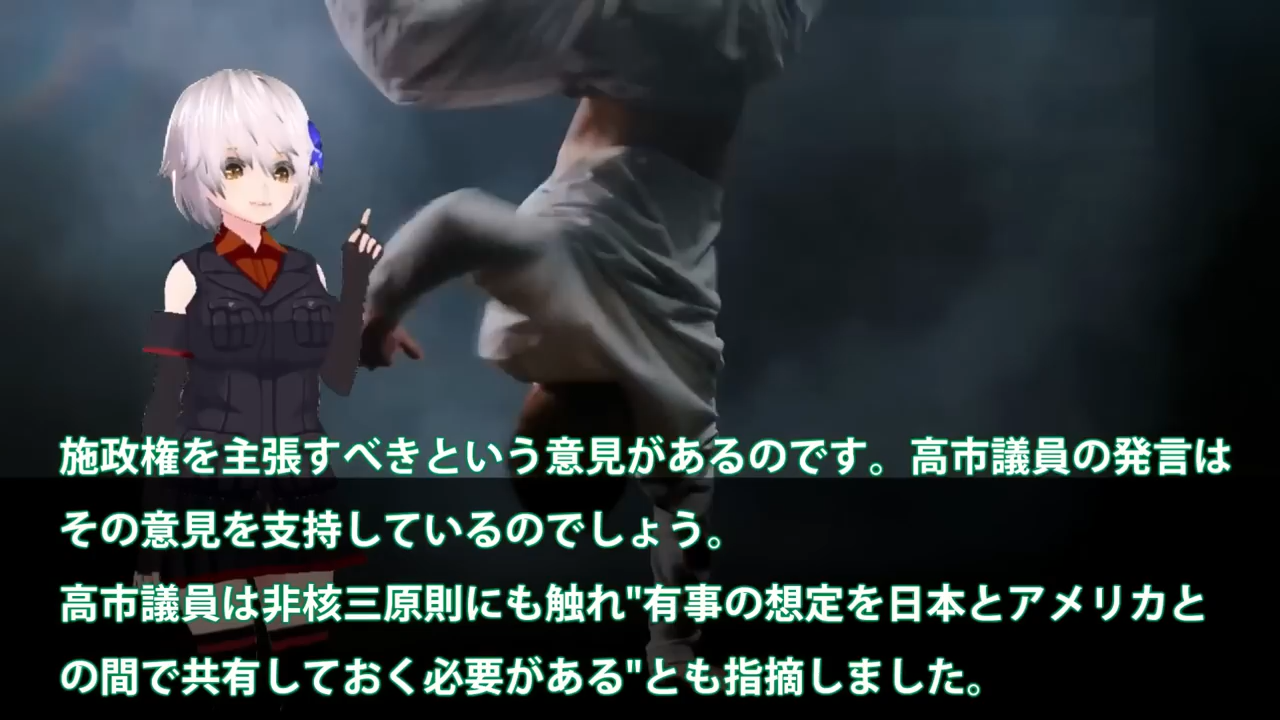 施政権を主張すべきという意見があるのです。高市議員の発言は
その意見を支持しているのでしょう。
高市議員は非核三原則にも触れ"有事の想定を日本とアメリカと
の間で共有しておく必要がある"とも指摘しました。